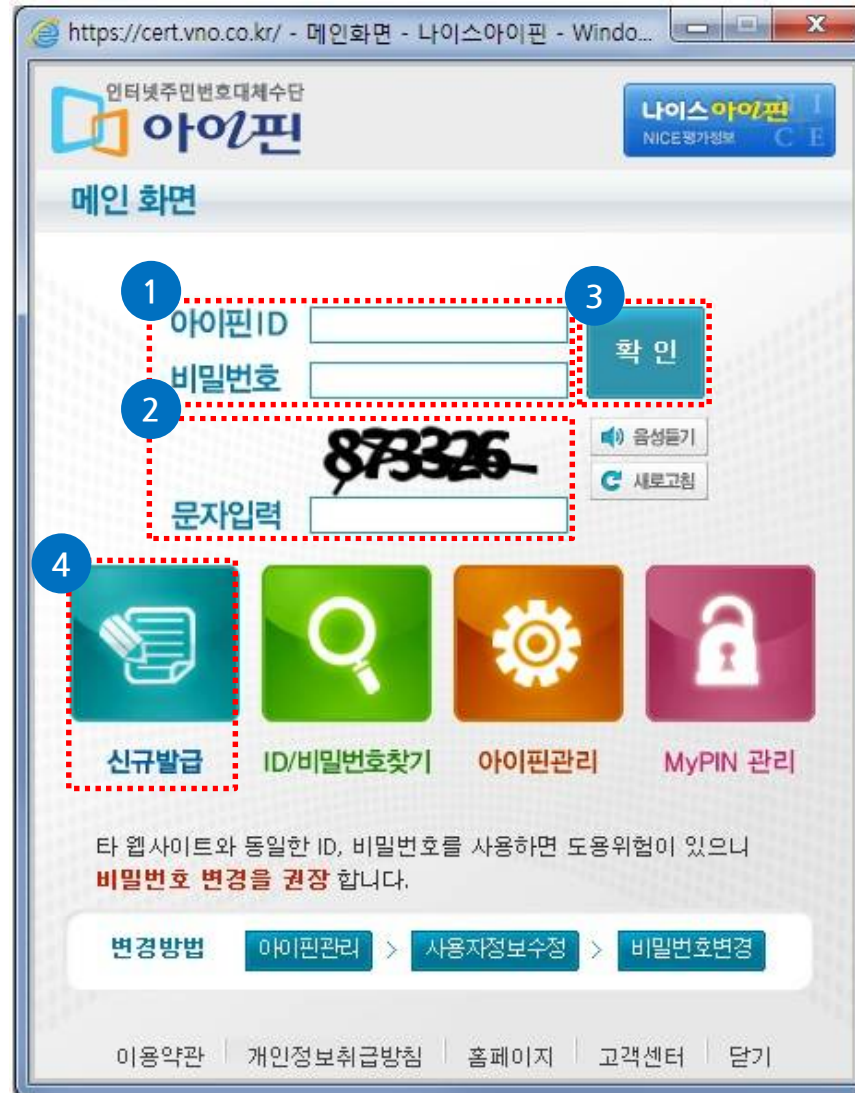 https://cert.vno.co.kr/ - 메인화면 - 나이스아이핀 - Windo...
인터넷주민번호대체수단
아이핀
나이스아이핀
NICE평가정보
NICE
메인 화면
1
3
아이핀ID
확 인
비밀번호
2
873326
음성듣기
새로고침
문자입력
4
신규발급 ID/비밀번호찾기 아이핀관리 MyPIN 관리
타 웹사이트와 동일한 ID, 비밀번호를 사용하면 도용위험이 있으니
비밀번호 변경을 권장 합니다.
변경방법 아이핀관리 > 사용자정보수정 > 비밀번호변경
이용약관 | 개인정보취급방침 | 홈페이지 | 고객센터 | 닫기